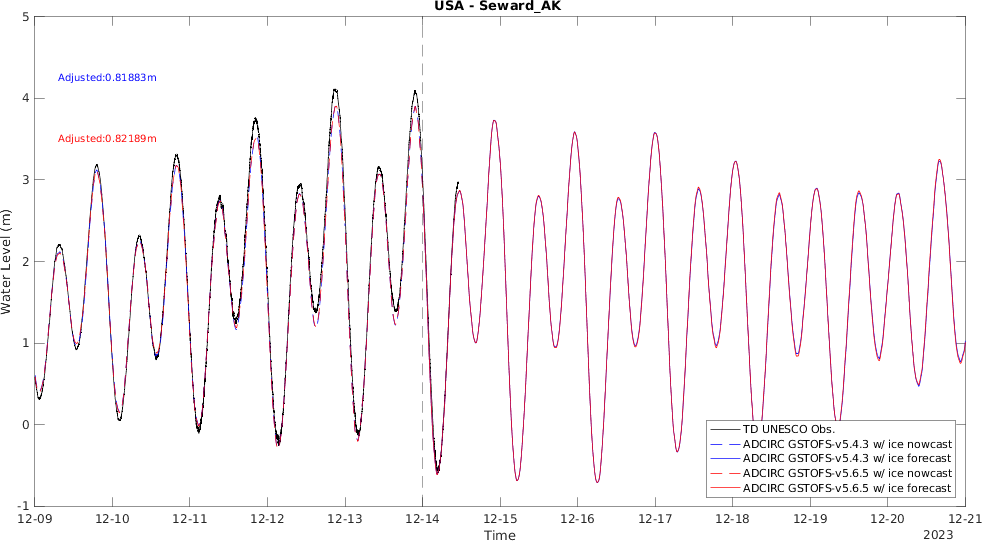 USA - Seward_AK
Adjusted:0.81883m
Adjusted:0.82189m
Water Level (m)
5
4
3
2
1
0
-1
TD UNESCO Obs.
ADCIRC GSTOFS-v5.4.3 w/ ice nowcast
ADCIRC GSTOFS-v5.4.3 w/ ice forecast
ADCIRC GSTOFS-v5.6.5 w/ ice nowcast
ADCIRC GSTOFS-v5.6.5 w/ ice forecast
12-09 12-10 12-11 12-12 12-13 12-14 12-15 12-16 12-17 12-18 12-19 12-20 12-21
Time
2023